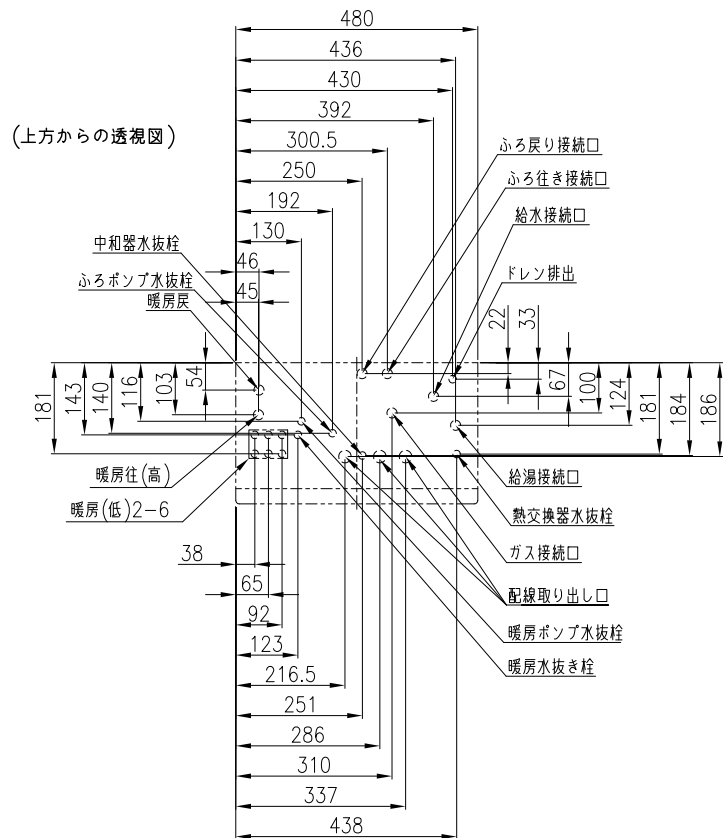 480
436
430
392
(上方からの透視図)
300.5
ふろ戻り接続口
250
ふろ往き接続口
192
給水接続口
130
中和器水抜栓
46
ドレン排出
ふろポンプ水抜栓
暖房戻
45
22
33
54
67
103
116
140
143
181
100
124
181
184
186
暖房往(高)
給湯接続口
暖房(低)2-6
熱交換器水抜栓
38
ガス接続口
65
配線取り出し口
92
暖房ポンプ水抜栓
123
暖房水抜き栓
216.5
251
286
310
337
438